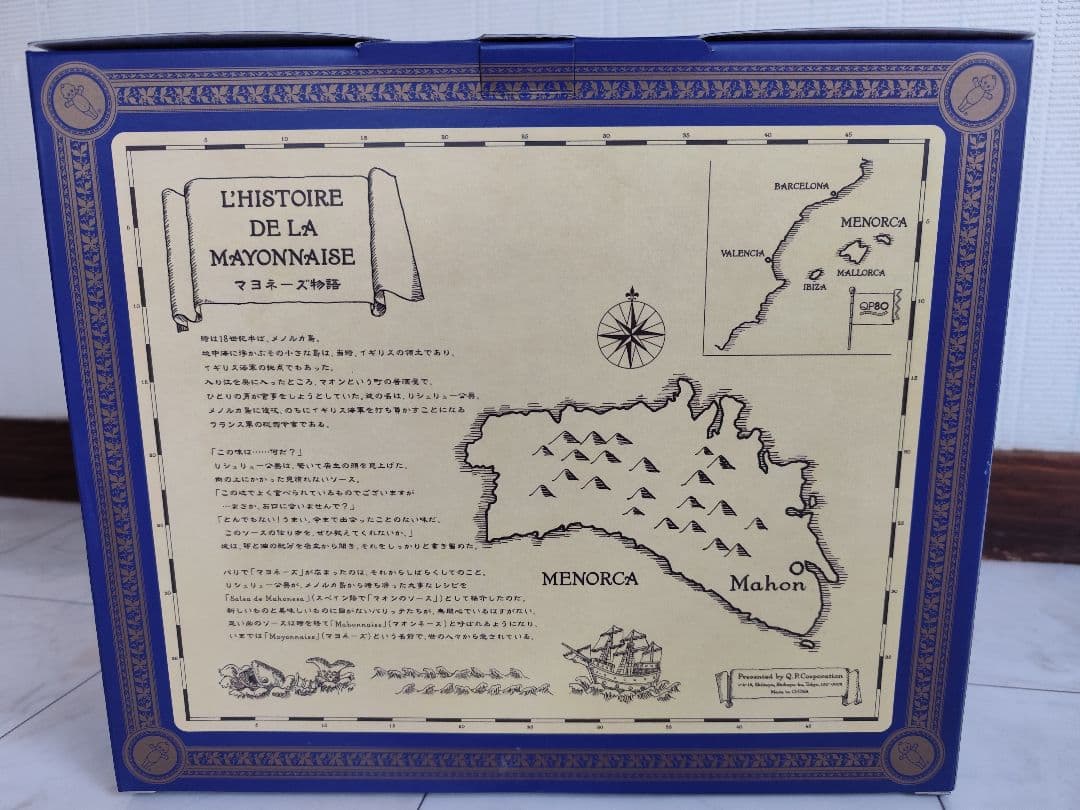 L'HISTOIRE
DE LA
MAYONNAISE
マヨネーズ物語
時は18世紀半ば、メノルカ島。
地中海に浮かぶその小さな島は、当時、イギリスの領土であり、
イギリス海軍の拠点でもあった。
入り江を奥に入ったところ、マオンという町の居酒屋で、
ひとりの男が食事をしようとしていた。彼の名は、リシュリュー公爵。
メノルカ島に侵攻、のちにイギリス海軍を打ち負かすことになる
フランス軍の総司令官である。
「この味は……何だ？」
リシュリュー公爵は、驚いて店主の顔を見上げた。
肉の上にかかった見慣れないソース。
「この地でよく食べられているものでございますが
…まさか、お口に合いませんで？」
「とんでもない！うまい、今まで出会ったことのない味だ。
このソースの作り方を、ぜひ教えてくれないか。」
彼は、卵と油の配分を店主から聞き、それをしっかりと書き留めた。
パリで「マヨネーズ」が広まったのは、それからしばらくしてのこと。
リシュリュー公爵が、メノルカ島から持ち帰った大事なレシピを
「Salsa de Mahonesa」(スペイン語で「マオンのソース」)として紹介したのだ。
新しいものと美味しいものに目がないパリッ子たちが、無関心でいるはずがない。
このソースは時を経て「Mahonnaise」(マオンネーズ)と呼ばれるようになり、
いまでは「Mayonnaise」(マヨネーズ)という名前で、世の人々から愛されている。
BARCELONA
MENORCA
VALENCIA
MALLORCA
IBIZA
QP80
MENORCA
Mahon
Presented by Q.P. Corporation
Made in CHINA
5 10 15 20 25 30 35 40 45